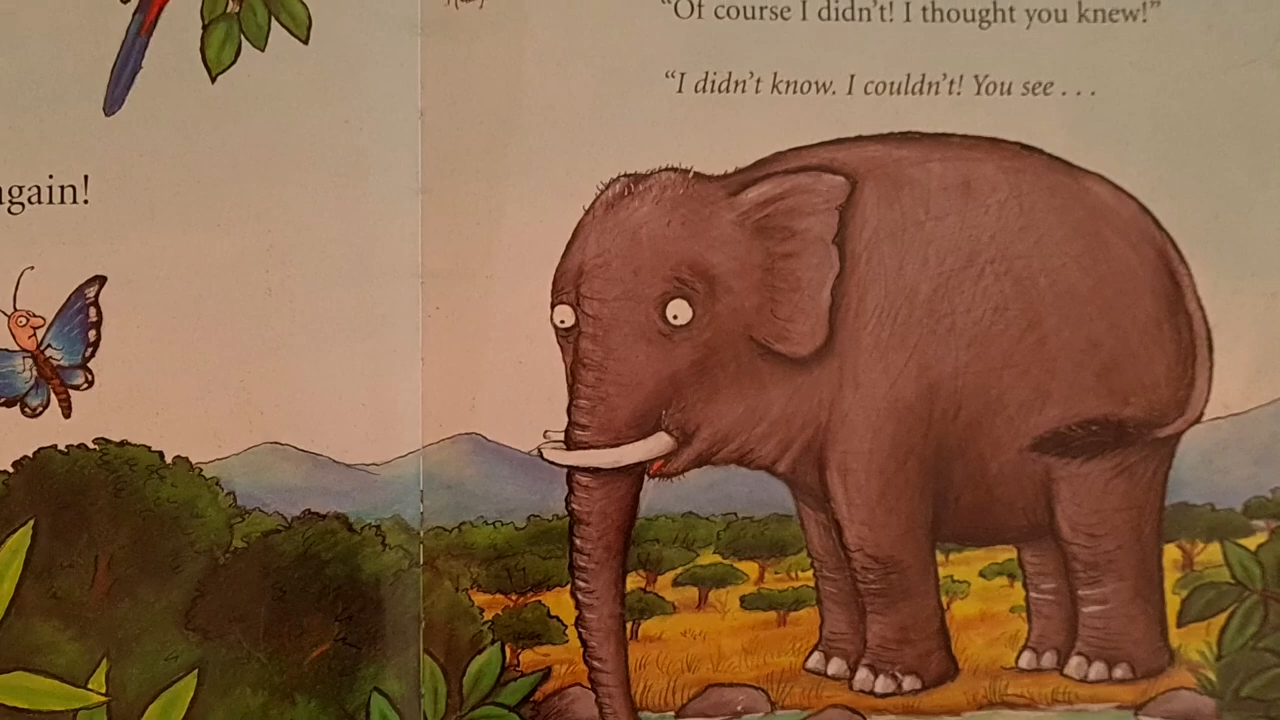 again!
“Of course I didn’t! I thought you knew!”
“I didn’t know. I couldn’t! You see . . .